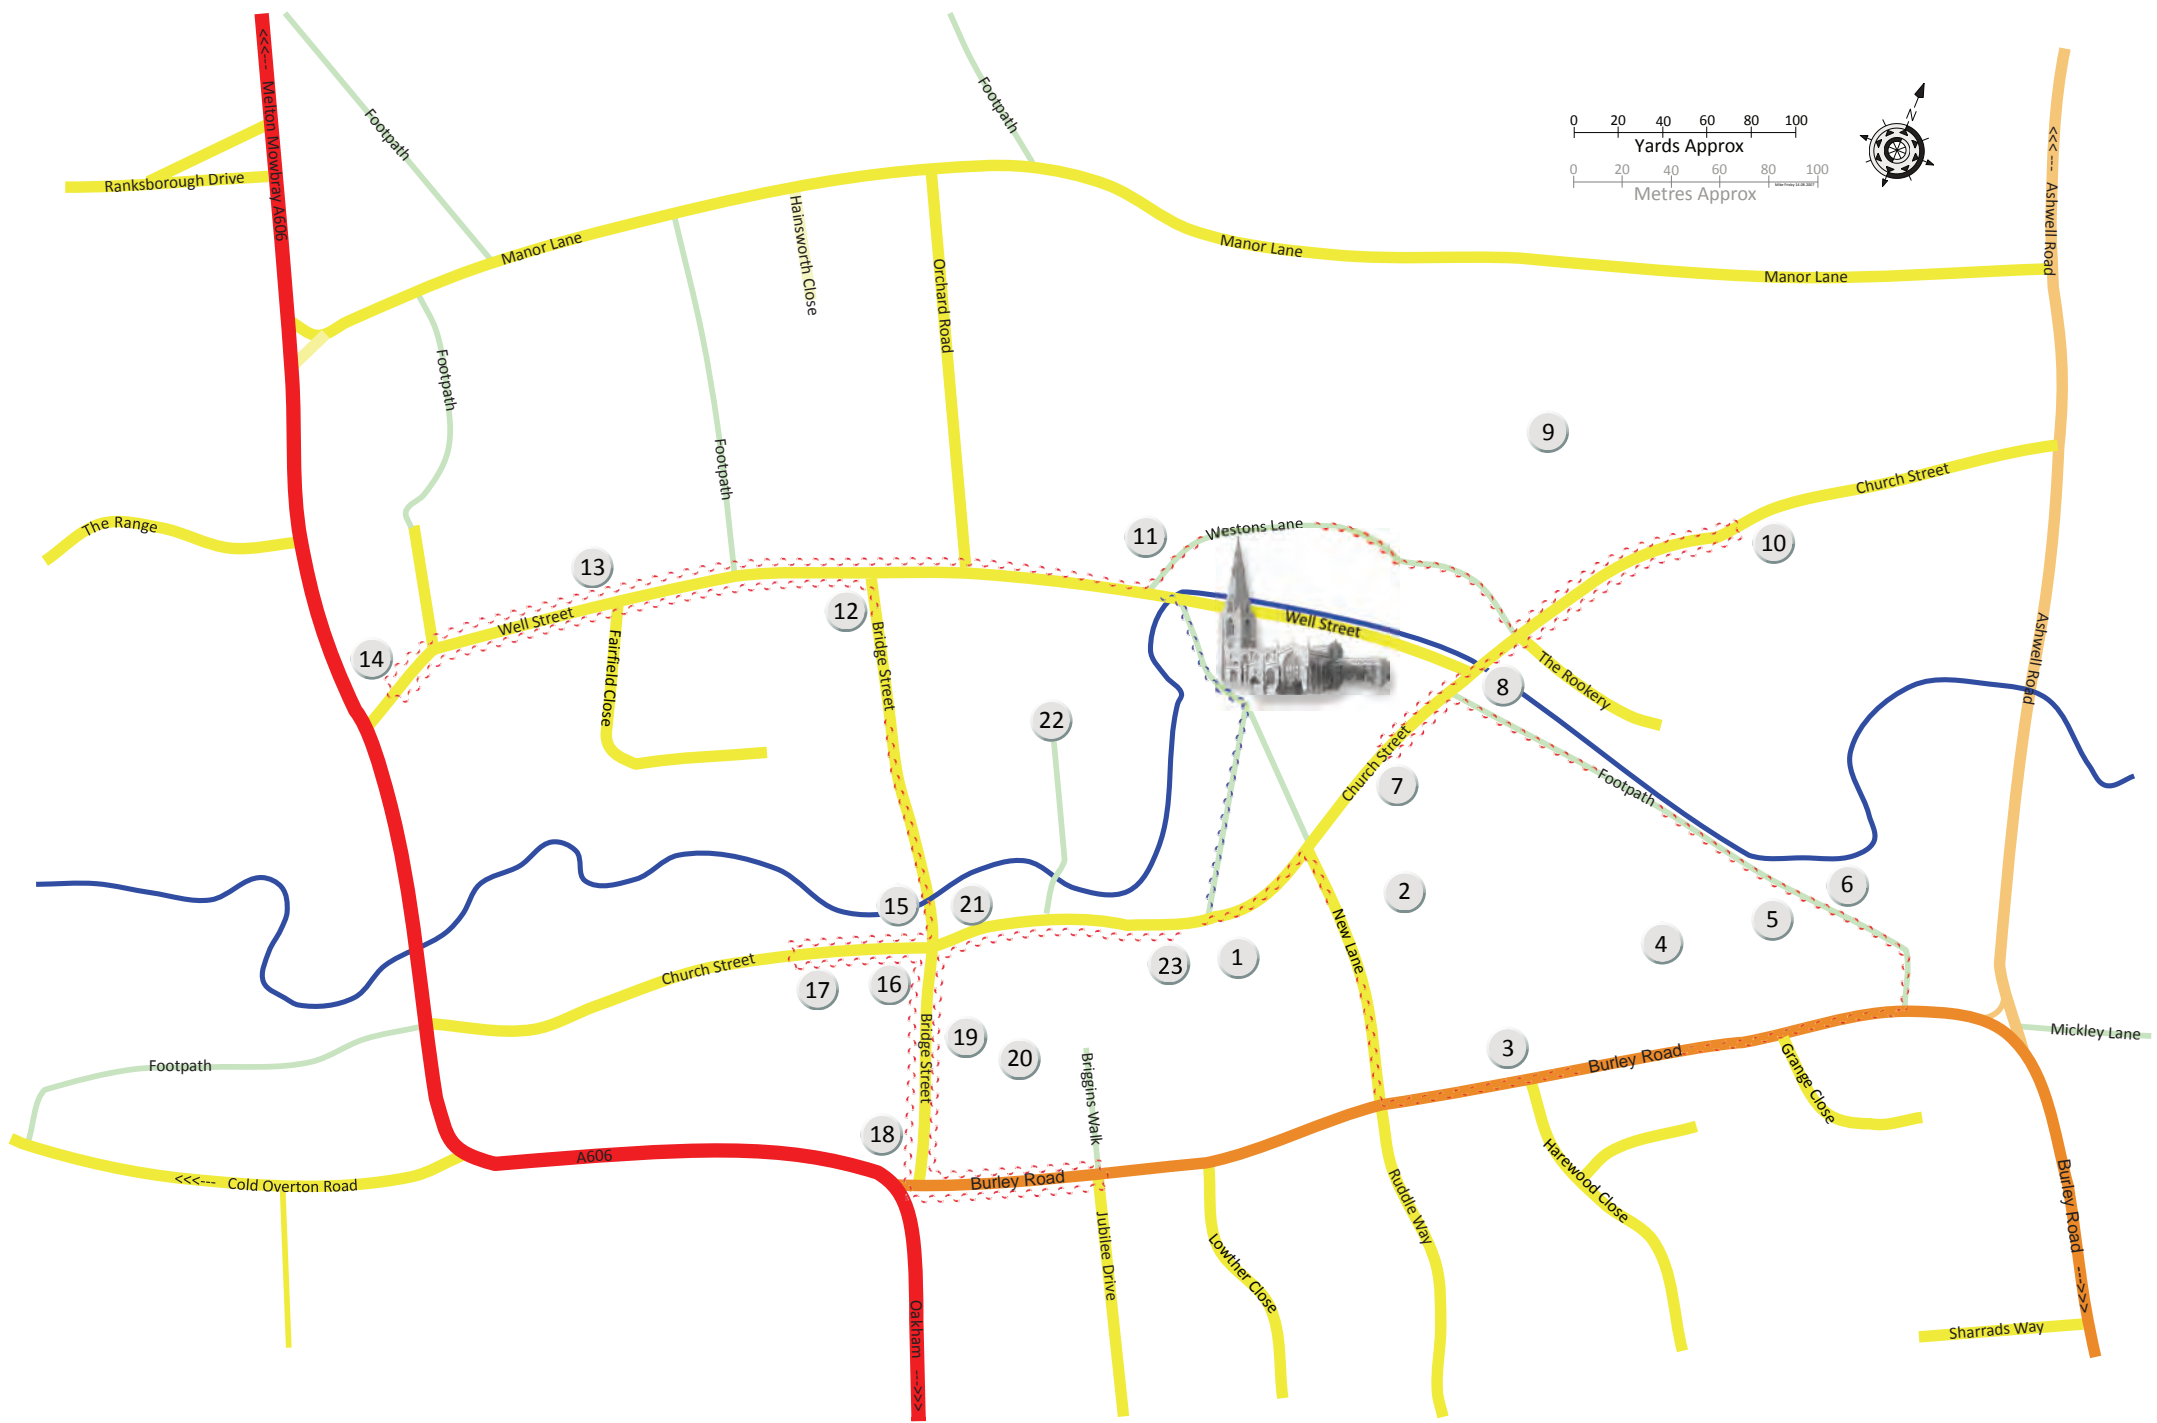 <<<--- Melton Mowbray A606
Footpath
Footpath
0 20 40 60 80 100
Yards Approx
N
0 20 40 60 80 100
Metres Approx
<<<--- Ashwell Road
Ranksborough Drive
Manor Lane
Hainsworth Close
Orchard Road
Manor Lane
Manor Lane
Footpath
Footpath
9
Church Street
The Range
11
Westons Lane
10
13
12
14
Well Street
Fairfield Close
Bridge Street
Well Street
The Rookery
Ashwell Road
8
22
Church Street
7
Footpath
15
21
2
6
5
4
New Lane
23
1
Church Street
17
16
Bridge Street
19
20
Briggins Walk
3
Burley Road
Grange Close
Mickley Lane
Footpath
18
A606
<<<--- Cold Overton Road
Burley Road
Jubilee Drive
Lowther Close
Ruddle Way
Harewood Close
Burley Road --->>>
Oakham --->>>
Sharrads Way